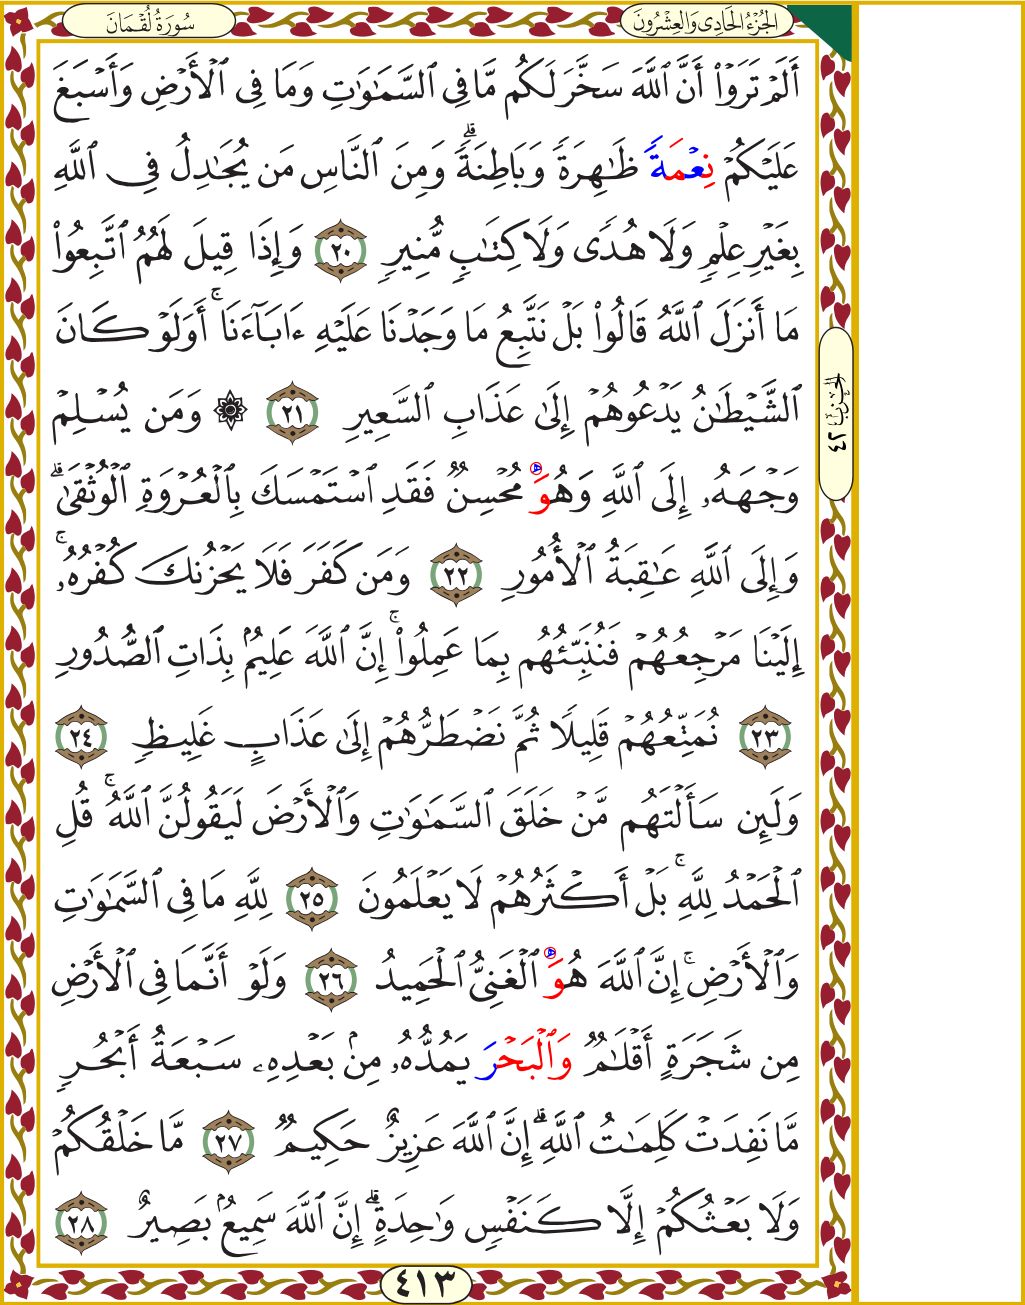 الجُزْءُ الحَادِي وَالعِشْرُونَ
سُورَةُ لُقْمَانَ
أَلَمْ تَرَوْا۟ أَنَّ ٱللَّهَ سَخَّرَ لَكُم مَّا فِى ٱلسَّمَـٰوَٰتِ وَمَا فِى ٱلْأَرْضِ وَأَسْبَغَ
عَلَيْكُمْ نِعْمَةً ظَـٰهِرَةً وَبَاطِنَةً ۗ وَمِنَ ٱلنَّاسِ مَن يُجَـٰدِلُ فِى ٱللَّهِ
بِغَيْرِ عِلْمٍ وَلَا هُدًى وَلَا كِتَـٰبٍ مُّنِيرٍ ٢٠ وَإِذَا قِيلَ لَهُمُ ٱتَّبِعُوا۟
مَا أَنزَلَ ٱللَّهُ قَالُوا۟ بَلْ نَتَّبِعُ مَا وَجَدْنَا عَلَيْهِ ءَابَآءَنَا ۚ أَوَلَوْ كَانَ
ٱلشَّيْطَـٰنُ يَدْعُوهُمْ إِلَىٰ عَذَابِ ٱلسَّعِيرِ ٢١ ۞ وَمَن يُسْلِمْ
وَجْهَهُۥ إِلَى ٱللَّهِ وَهُوَ مُحْسِنٌ فَقَدِ ٱسْتَمْسَكَ بِٱلْعُرْوَةِ ٱلْوُثْقَىٰ ۗ
وَإِلَى ٱللَّهِ عَـٰقِبَةُ ٱلْأُمُورِ ٢٢ وَمَن كَفَرَ فَلَا يَحْزُنكَ كُفْرُهُۥ ۚ
إِلَيْنَا مَرْجِعُهُمْ فَنُنَبِّئُهُم بِمَا عَمِلُوا۟ ۚ إِنَّ ٱللَّهَ عَلِيمٌۢ بِذَاتِ ٱلصُّدُورِ
٢٣ نُمَتِّعُهُمْ قَلِيلًا ثُمَّ نَضْطَرُّهُمْ إِلَىٰ عَذَابٍ غَلِيظٍ ٢٤
وَلَئِن سَأَلْتَهُم مَّنْ خَلَقَ ٱلسَّمَـٰوَٰتِ وَٱلْأَرْضَ لَيَقُولُنَّ ٱللَّهُ ۚ قُلِ
ٱلْحَمْدُ لِلَّهِ ۚ بَلْ أَكْثَرُهُمْ لَا يَعْلَمُونَ ٢٥ لِلَّهِ مَا فِى ٱلسَّمَـٰوَٰتِ
وَٱلْأَرْضِ ۚ إِنَّ ٱللَّهَ هُوَ ٱلْغَنِىُّ ٱلْحَمِيدُ ٢٦ وَلَوْ أَنَّمَا فِى ٱلْأَرْضِ
مِن شَجَرَةٍ أَقْلَـٰمٌ وَٱلْبَحْرَ يَمُدُّهُۥ مِنۢ بَعْدِهِۦ سَبْعَةُ أَبْحُرٍ
مَّا نَفِدَتْ كَلِمَـٰتُ ٱللَّهِ ۗ إِنَّ ٱللَّهَ عَزِيزٌ حَكِيمٌ ٢٧ مَّا خَلْقُكُمْ
وَلَا بَعْثُكُمْ إِلَّا كَنَفْسٍ وَٰحِدَةٍ ۗ إِنَّ ٱللَّهَ سَمِيعٌۢ بَصِيرٌ ٢٨
الحزب ٤٢
٤١٣